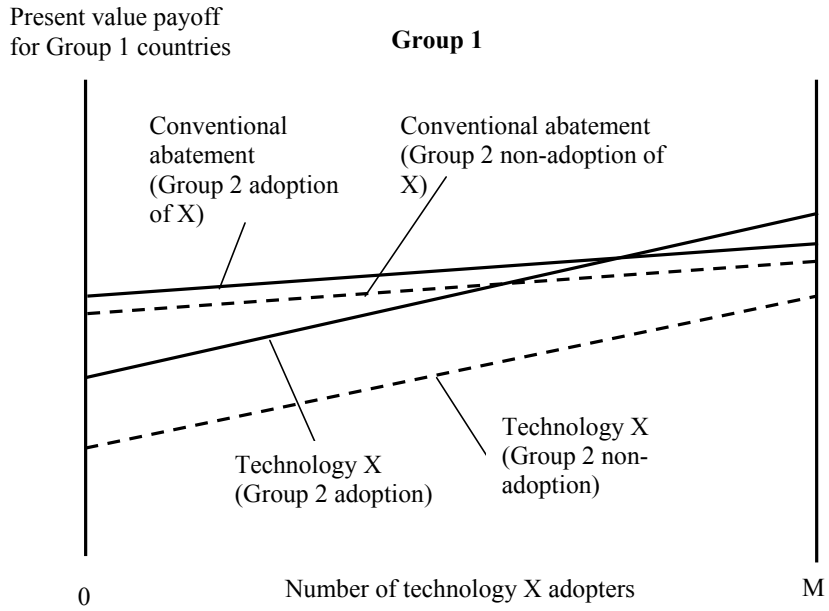 Present value payoff
for Group 1 countries
Group 1
Conventional
abatement
(Group 2 adoption
of X)
Conventional abatement
(Group 2 non-adoption of
X)
Technology X
(Group 2 adoption)
Technology X
(Group 2 non-
adoption)
0
Number of technology X adopters
M